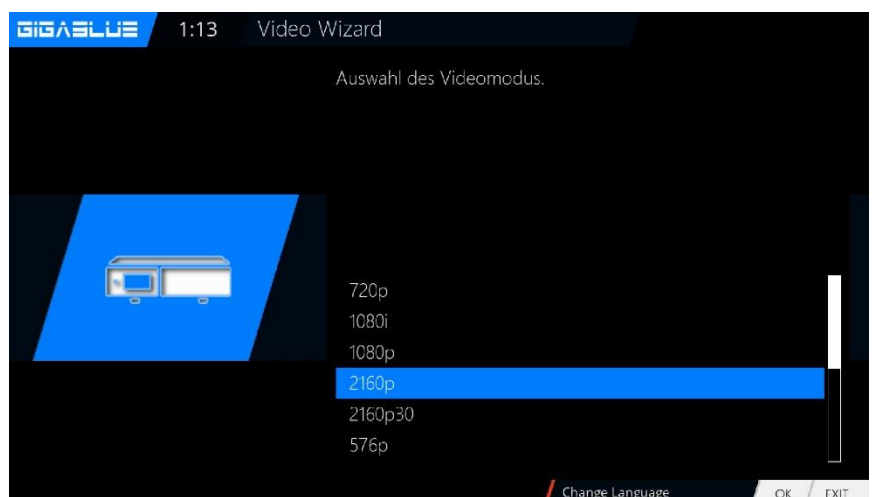 GIGABLUE 1:13 Video Wizard
Auswahl des Videomodus.
720p
1080i
1080p
2160p
2160p30
576p
Change Language OK EXIT